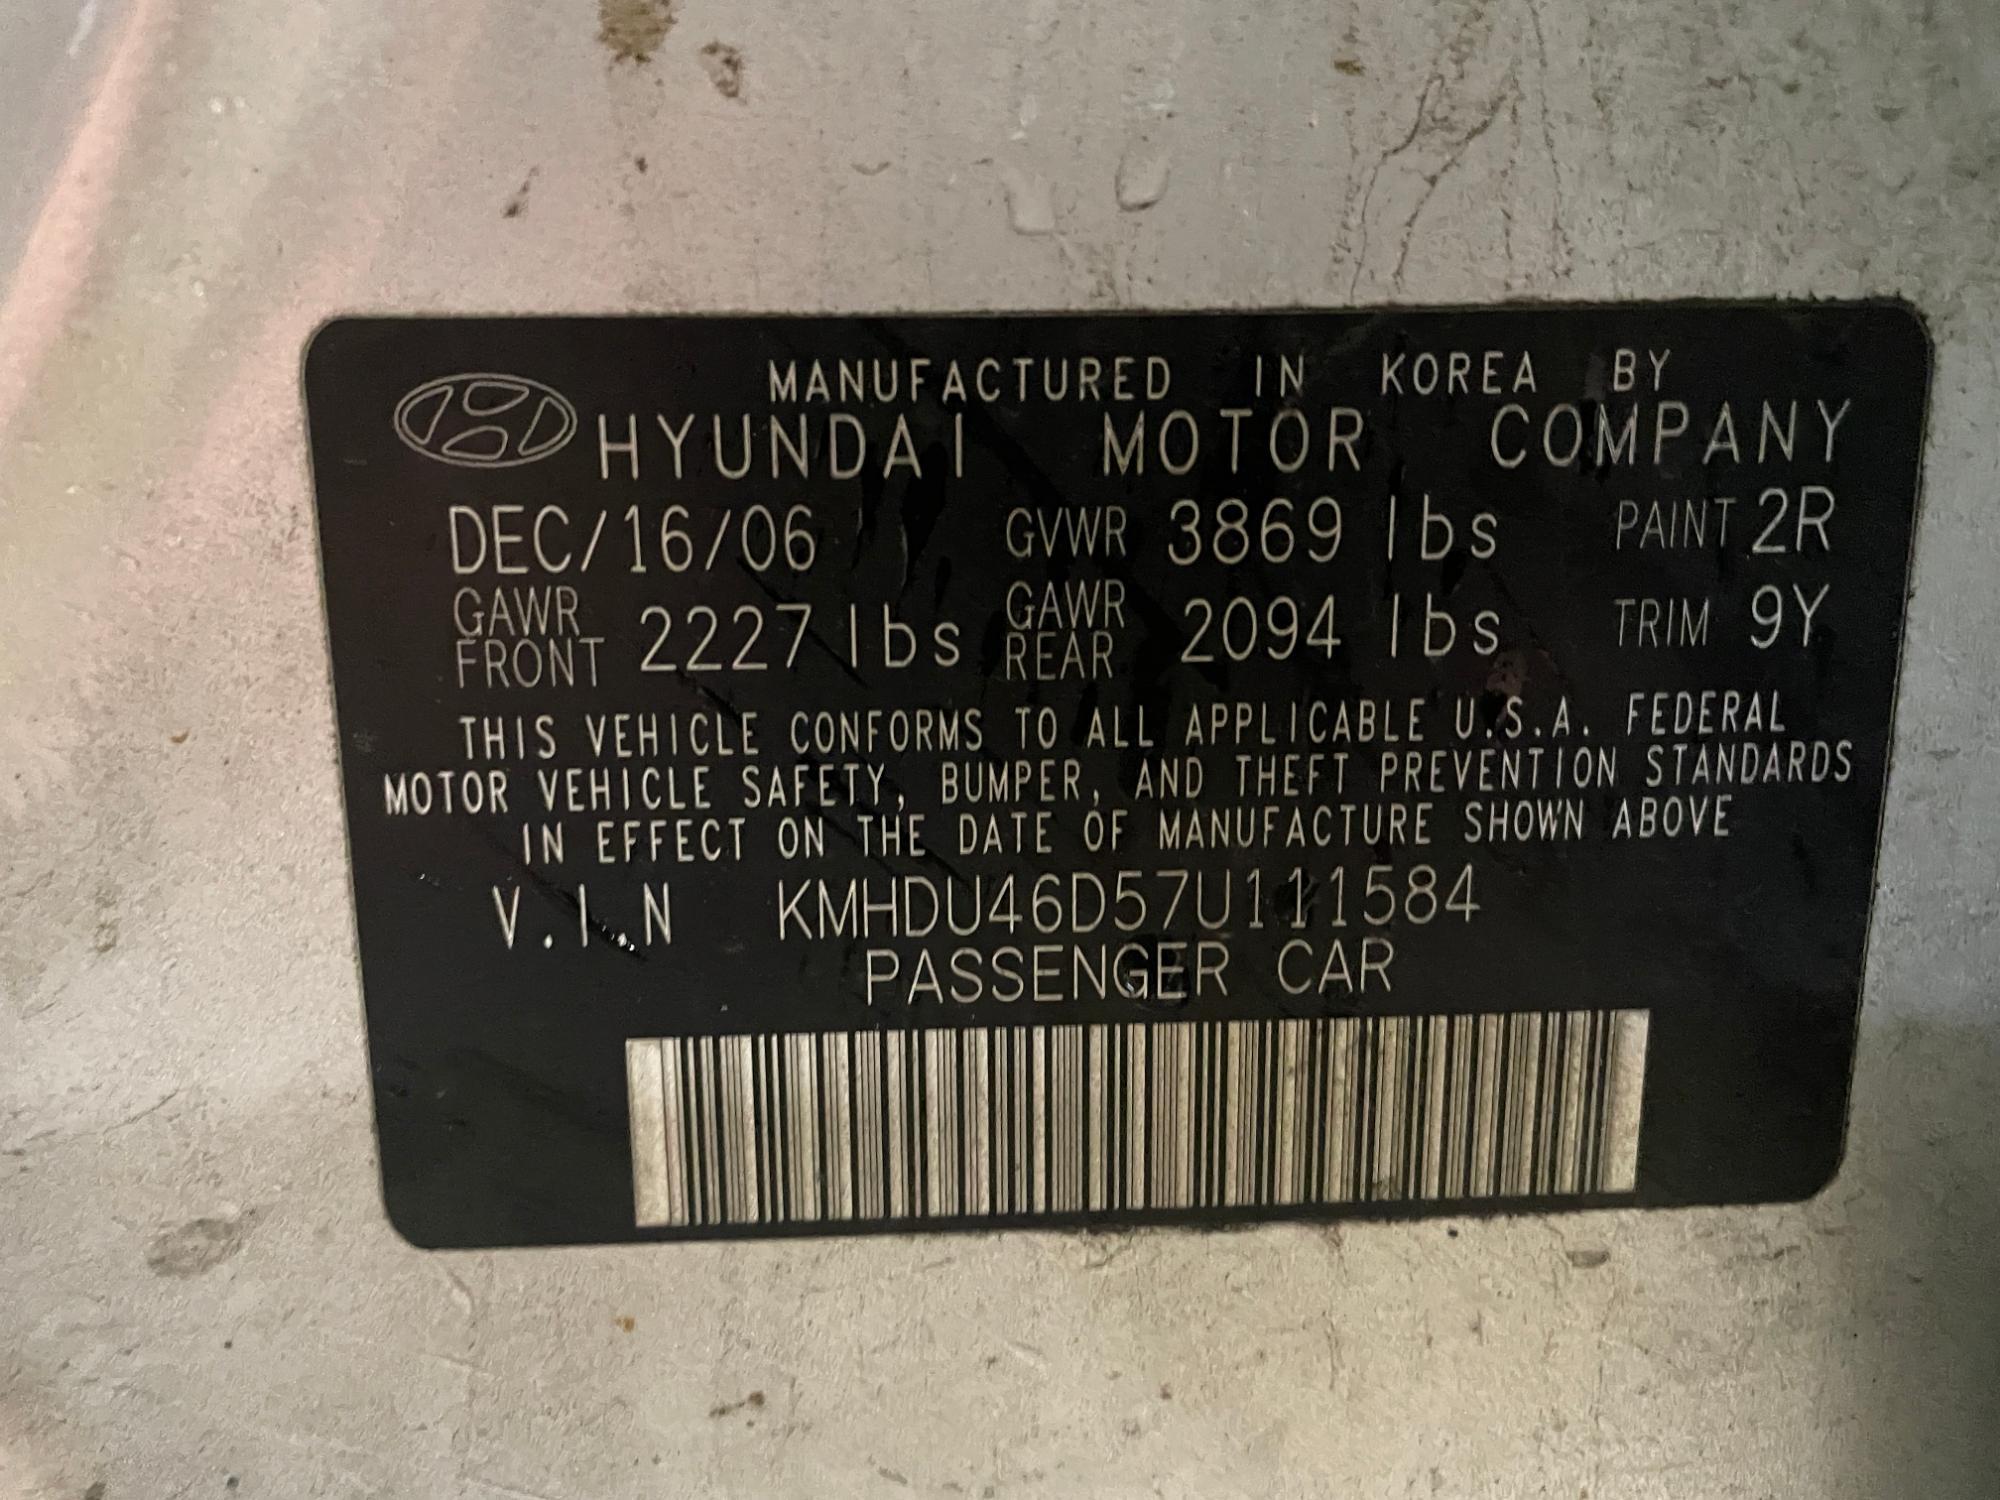 MANUFACTURED IN KOREA BY
HYUNDAI MOTOR COMPANY
DEC/16/06 GVWR 3869 lbs PAINT 2R
GAWR FRONT 2227 lbs GAWR REAR 2094 lbs TRIM 9Y
THIS VEHICLE CONFORMS TO ALL APPLICABLE U.S.A. FEDERAL
MOTOR VEHICLE SAFETY, BUMPER, AND THEFT PREVENTION STANDARDS
IN EFFECT ON THE DATE OF MANUFACTURE SHOWN ABOVE
V.I.N KMHDU46D57U111584
PASSENGER CAR